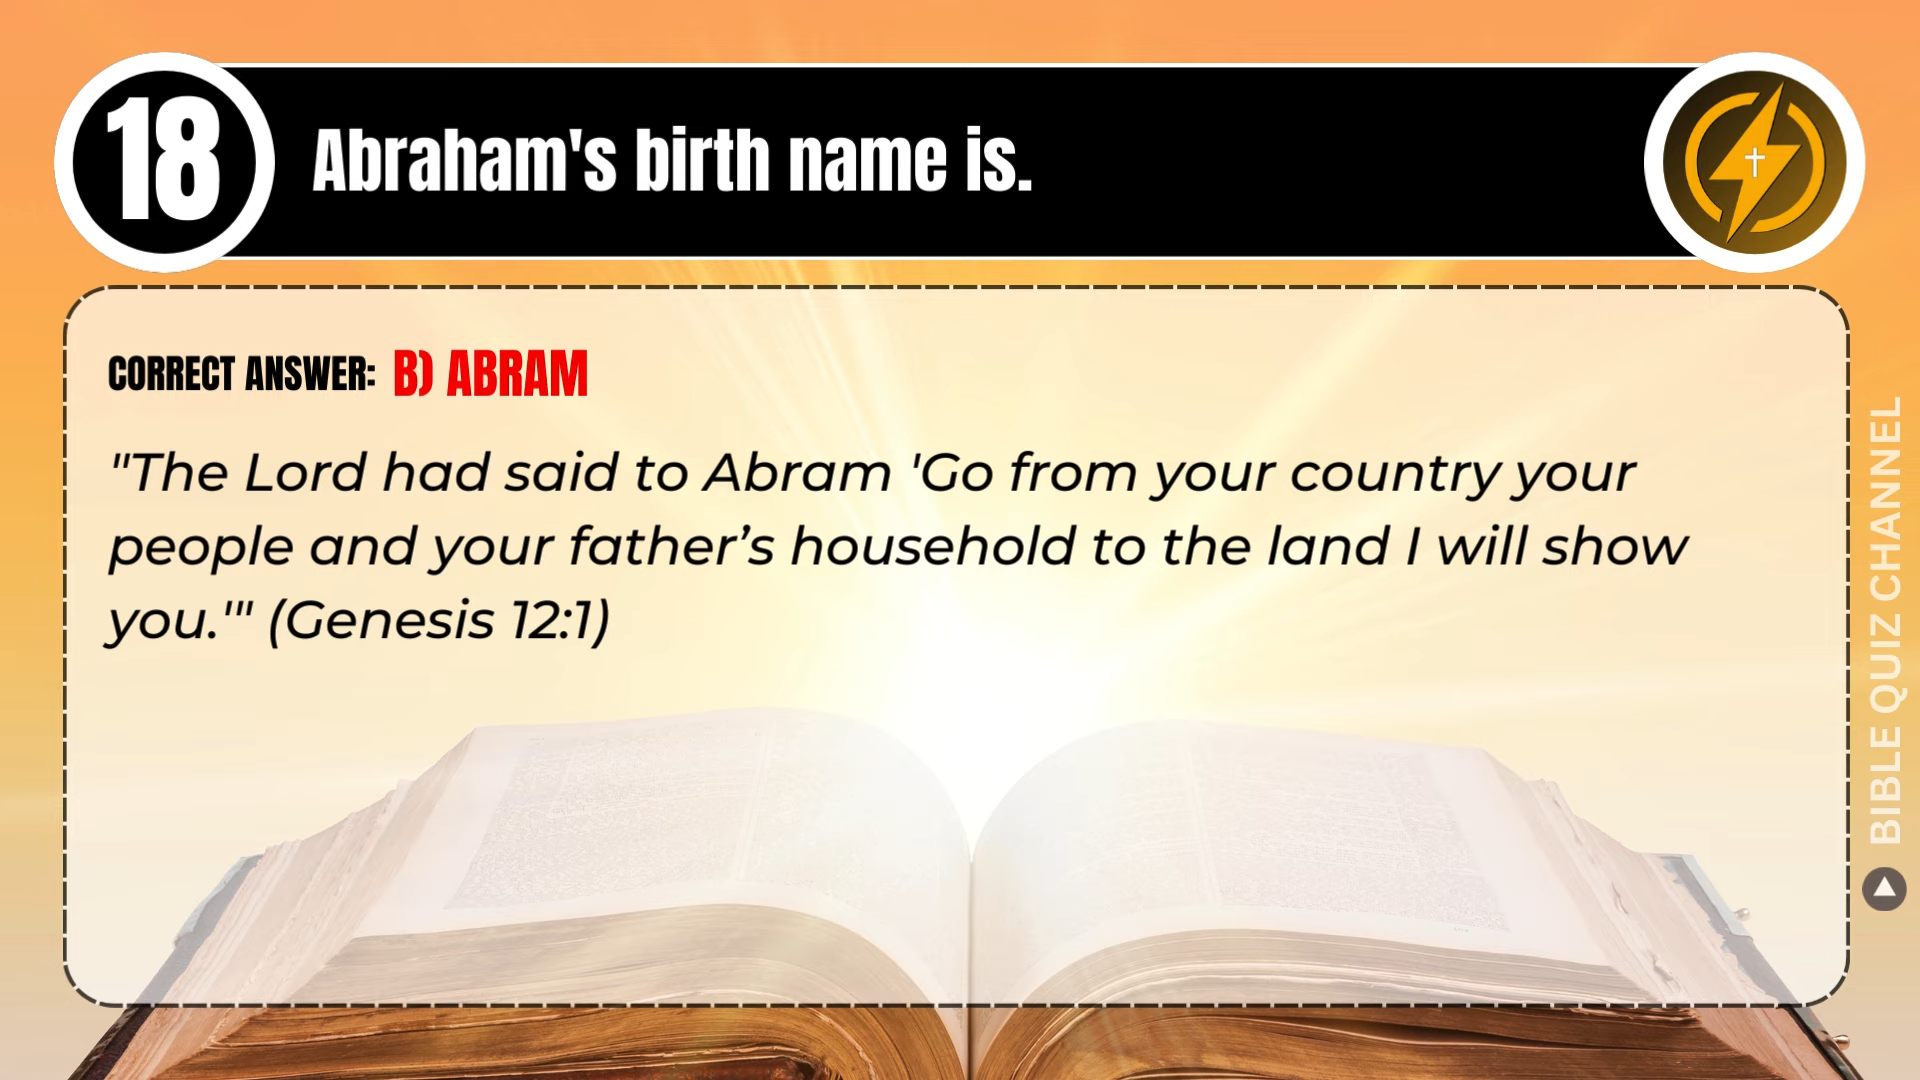 18
Abraham's birth name is.
CORRECT ANSWER: B) ABRAM
"The Lord had said to Abram 'Go from your country your
people and your father’s household to the land I will show
you.'" (Genesis 12:1)
BIBLE QUIZ CHANNEL